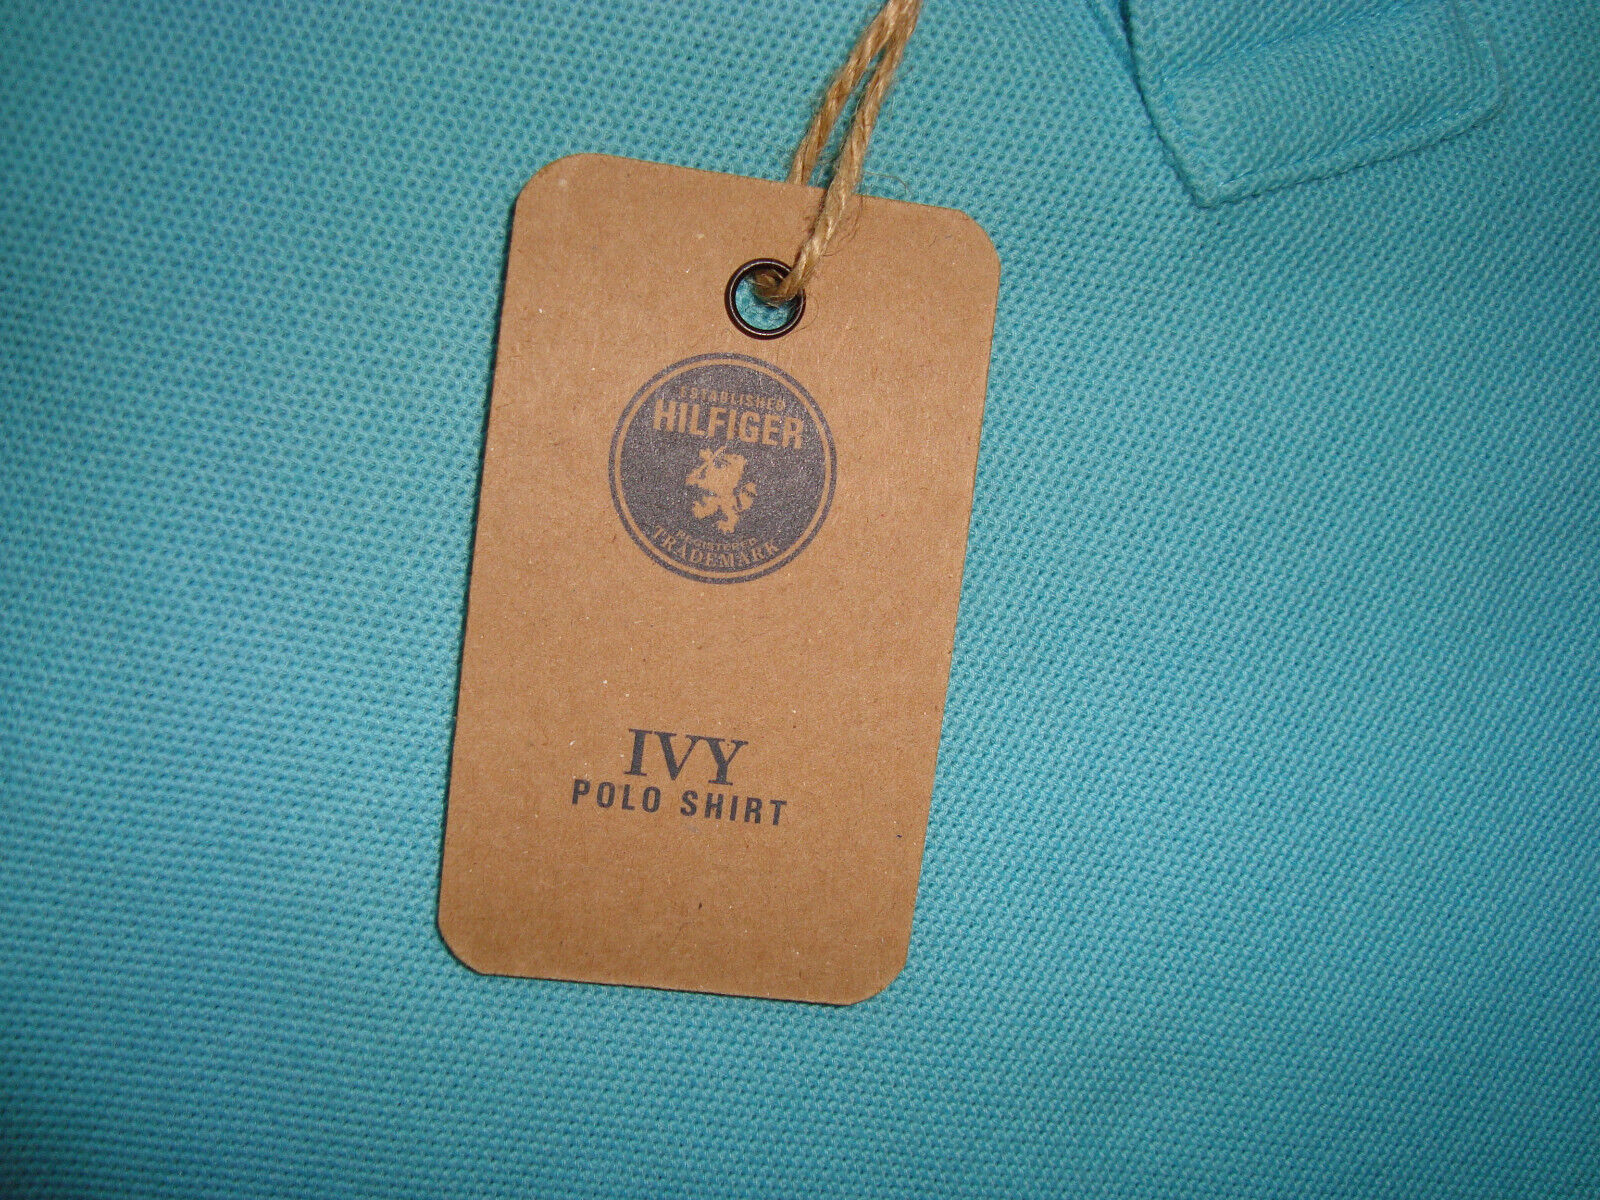 ESTABLISHED
HILFIGER
REGISTERED
TRADEMARK
IVY
POLO SHIRT